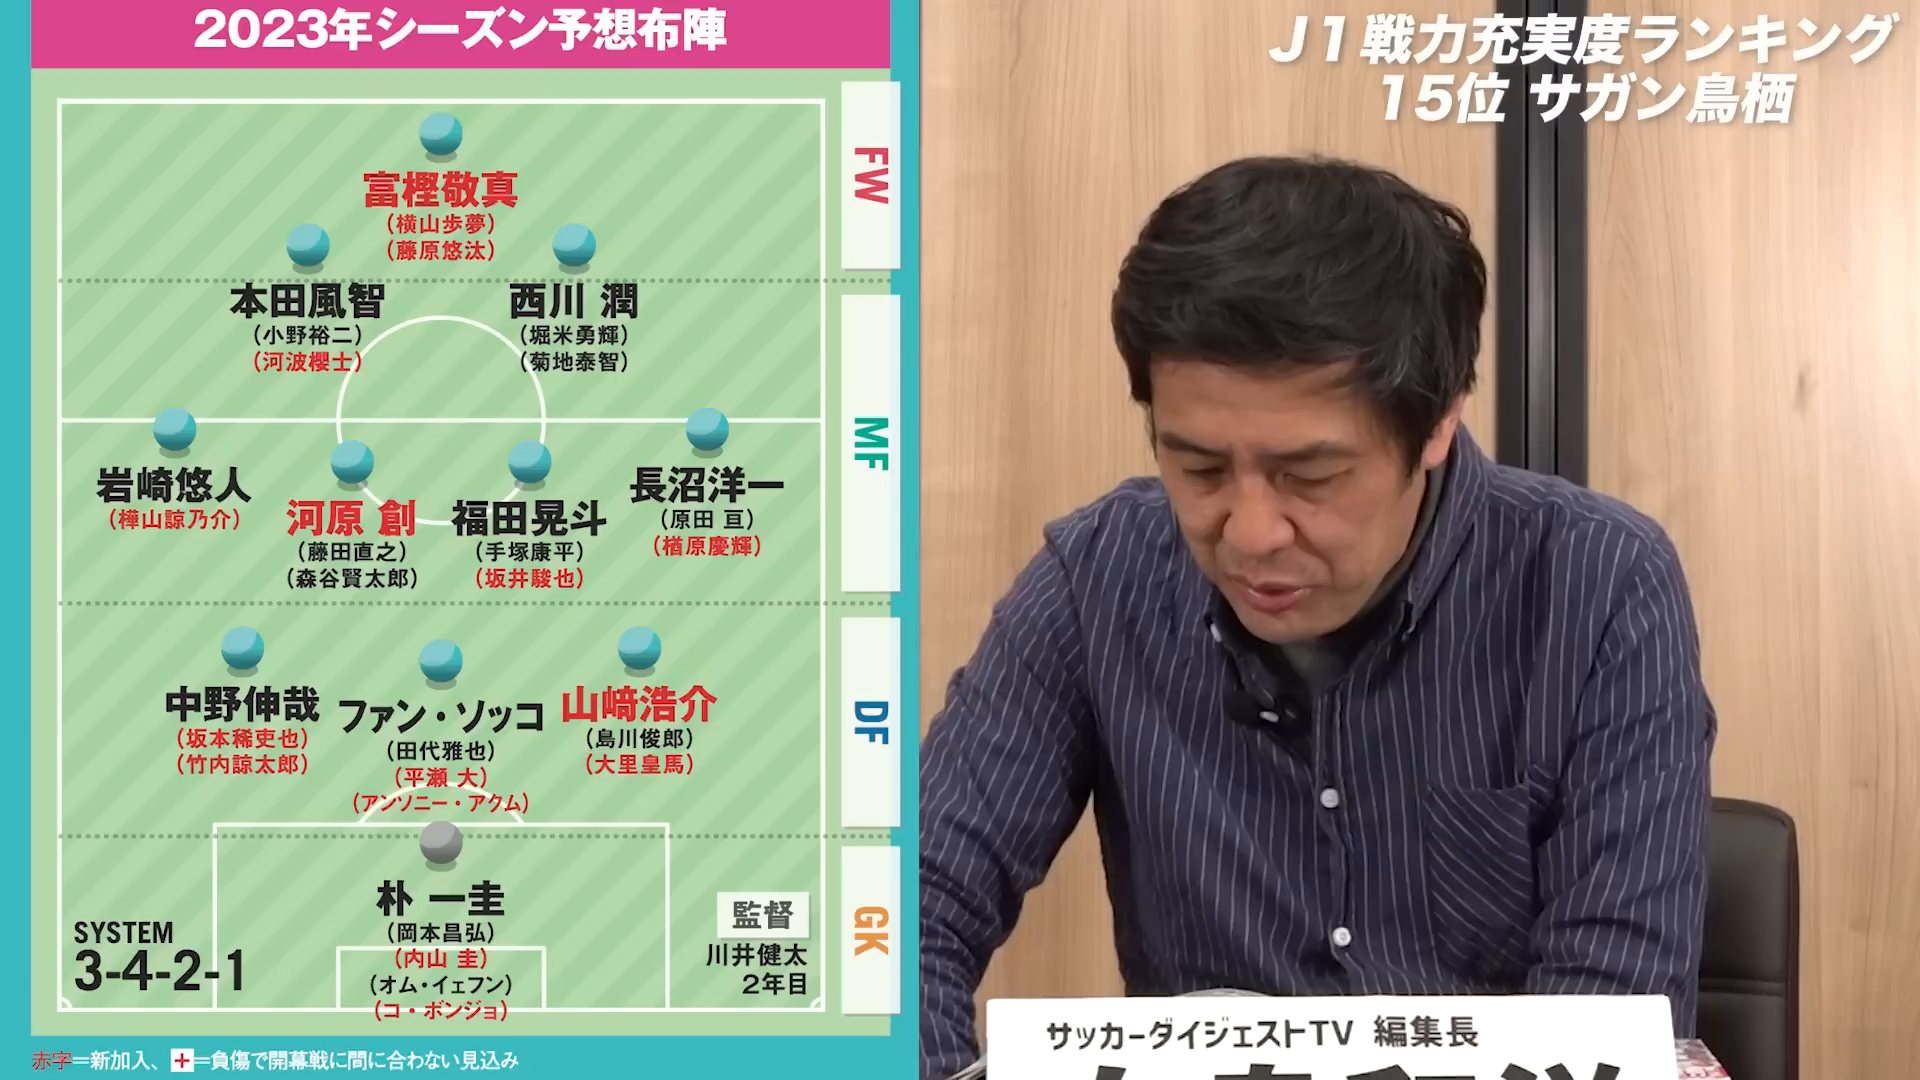 2023年シーズン予想布陣
J1戦力充実度ランキング
15位 サガン鳥栖
FW
富樫敬真
(横山歩夢)
(藤原悠汰)
本田風智
(小野裕二)
(河波櫻士)
西川 潤
(堀米勇輝)
(菊地泰智)
MF
岩崎悠人
(樺山諒乃介)
河原 創
(藤田直之)
(森谷賢太郎)
福田晃斗
(手塚康平)
(坂井駿也)
長沼洋一
(原田 亘)
(楢原慶輝)
DF
中野伸哉
(坂本稀吏也)
(竹内諒太郎)
ファン・ソッコ
(田代雅也)
(平瀬 大)
(アンソニー・アクム)
山﨑浩介
(島川俊郎)
(大里皇馬)
GK
朴 一圭
(岡本昌弘)
(内山 圭)
(オム・イェフン)
(コ・ボンジョ)
SYSTEM
3-4-2-1
監督
川井健太
2年目
赤字=新加入、+=負傷で開幕戦に間に合わない見込み
サッカーダイジェストTV 編集長